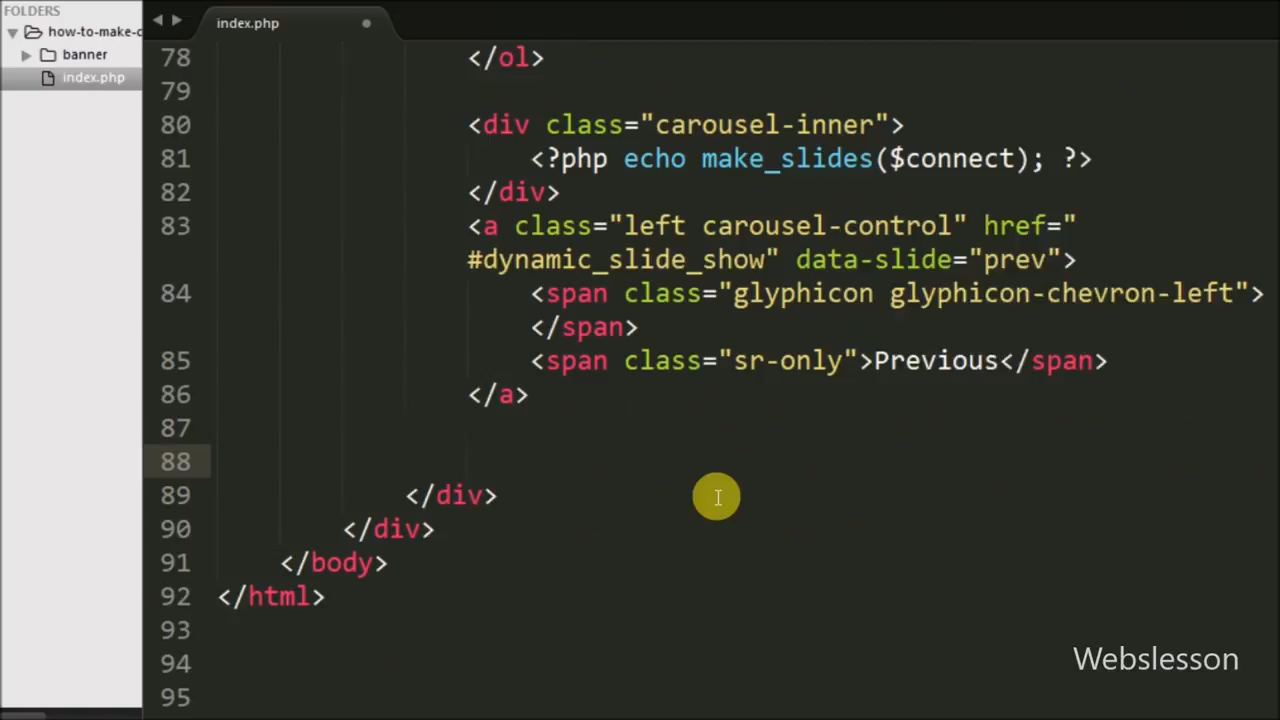 FOLDERS
how-to-make-c
banner
index.php
index.php
78 </ol>
79
80 <div class="carousel-inner">
81 <?php echo make_slides($connect); ?>
82 </div>
83 <a class="left carousel-control" href="
#dynamic_slide_show" data-slide="prev">
84 <span class="glyphicon glyphicon-chevron-left">
</span>
85 <span class="sr-only">Previous</span>
86 </a>
87
88
89 </div>
90 </div>
91 </body>
92 </html>
93
94
95
Webslesson